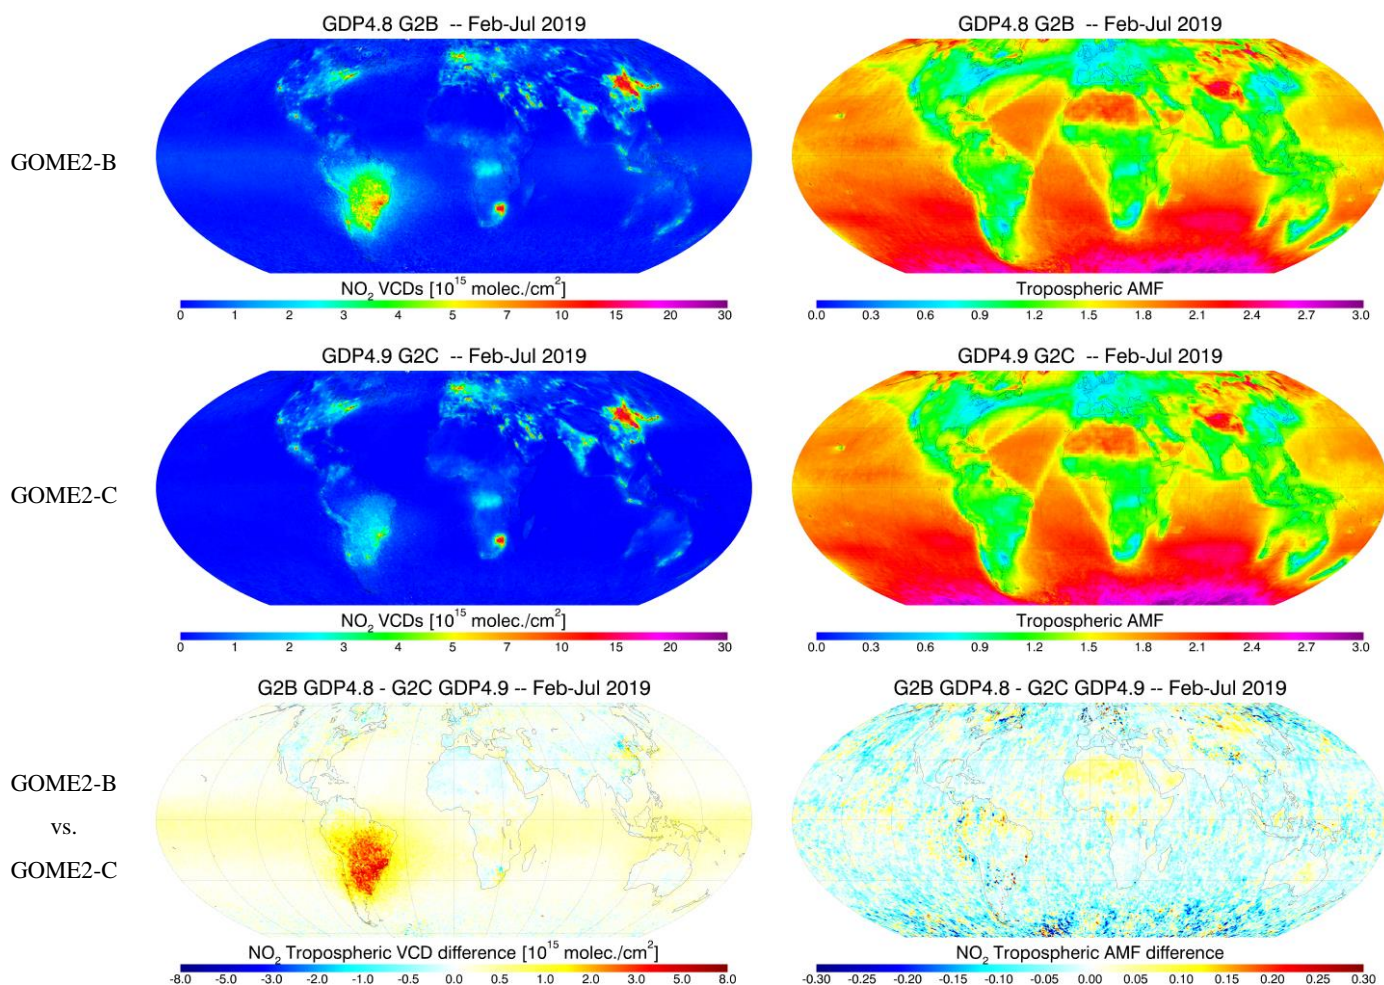 GDP4.8 G2B -- Feb-Jul 2019
GDP4.8 G2B -- Feb-Jul 2019
GOME2-B
NO2 VCDs [10^15 molec./cm^2]
0 1 2 3 4 5 7 10 15 20 30
Tropospheric AMF
0.0 0.3 0.6 0.9 1.2 1.5 1.8 2.1 2.4 2.7 3.0
GDP4.9 G2C -- Feb-Jul 2019
GDP4.9 G2C -- Feb-Jul 2019
GOME2-C
NO2 VCDs [10^15 molec./cm^2]
0 1 2 3 4 5 7 10 15 20 30
Tropospheric AMF
0.0 0.3 0.6 0.9 1.2 1.5 1.8 2.1 2.4 2.7 3.0
G2B GDP4.8 - G2C GDP4.9 -- Feb-Jul 2019
G2B GDP4.8 - G2C GDP4.9 -- Feb-Jul 2019
GOME2-B
vs.
GOME2-C
NO2 Tropospheric VCD difference [10^15 molec./cm^2]
-8.0 -3.0 -2.0 -1.0 -0.5 0.0 0.5 1.0 2.0 3.0 5.0 8.0
NO2 Tropospheric AMF difference
-0.30 -0.25 -0.20 -0.15 -0.10 -0.05 0.00 0.05 0.10 0.15 0.20 0.25 0.30